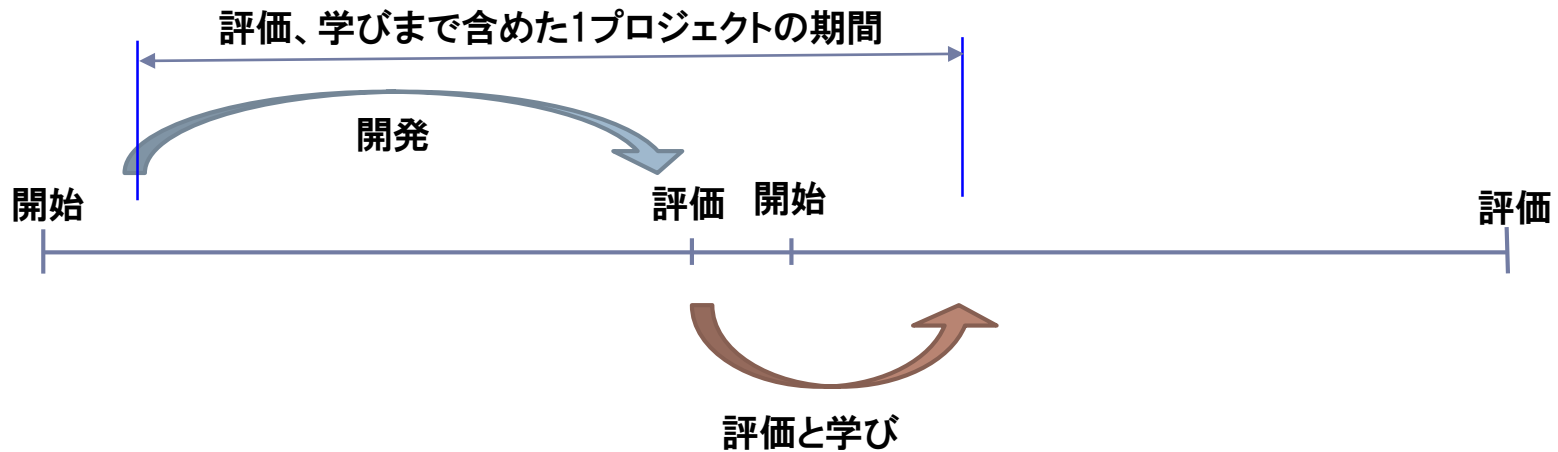 評価、学びまで含めた1プロジェクトの期間
開発
開始
評価
開始
評価
評価と学び